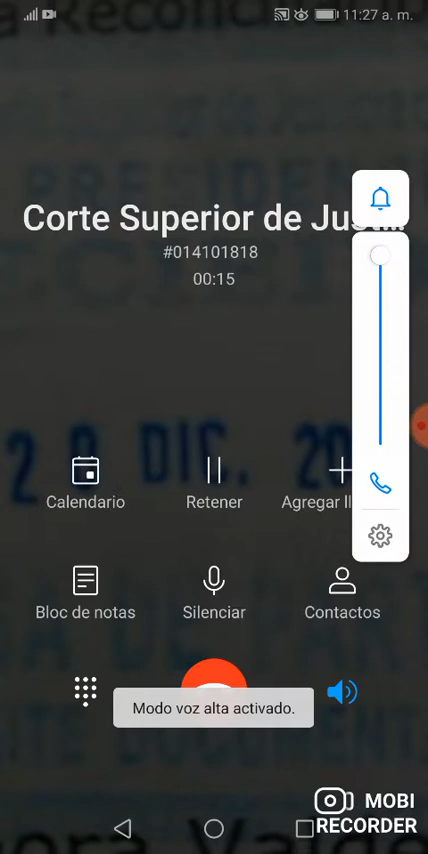 11:27 a. m.
Corte Superior de Just...
#014101818
00:15
Calendario
Retener
Agregar ll
Bloc de notas
Silenciar
Contactos
Modo voz alta activado.
MOBI
RECORDER